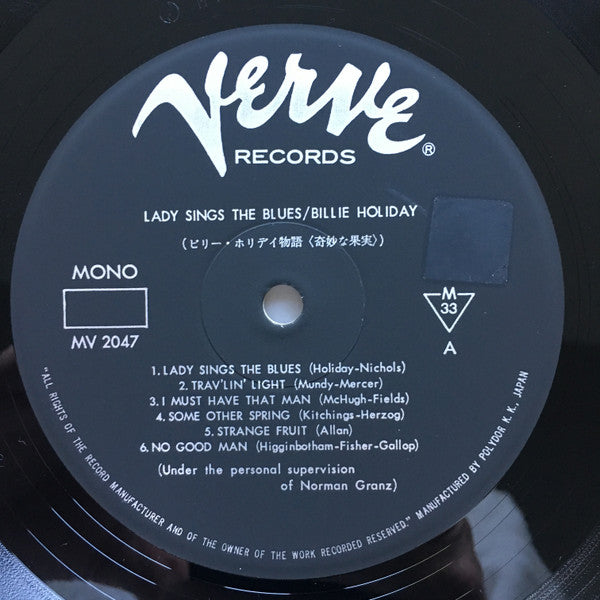 Verve
RECORDS ®
LADY SINGS THE BLUES/BILLIE HOLIDAY
(ビリー・ホリデイ物語〈奇妙な果実〉)
MONO
MV 2047
M
33
A
1. LADY SINGS THE BLUES (Holiday-Nichols)
2. TRAV'LIN' LIGHT (Mundy-Mercer)
3. I MUST HAVE THAT MAN (McHugh-Fields)
4. SOME OTHER SPRING (Kitchings-Herzog)
5. STRANGE FRUIT (Allan)
6. NO GOOD MAN (Higginbotham-Fisher-Gallop)
(Under the personal supervision
of Norman Granz)
"ALL RIGHTS OF THE RECORD MANUFACTURER AND OF THE OWNER OF THE WORK RECORDED RESERVED." MANUFACTURED BY POLYDOR K. K., JAPAN